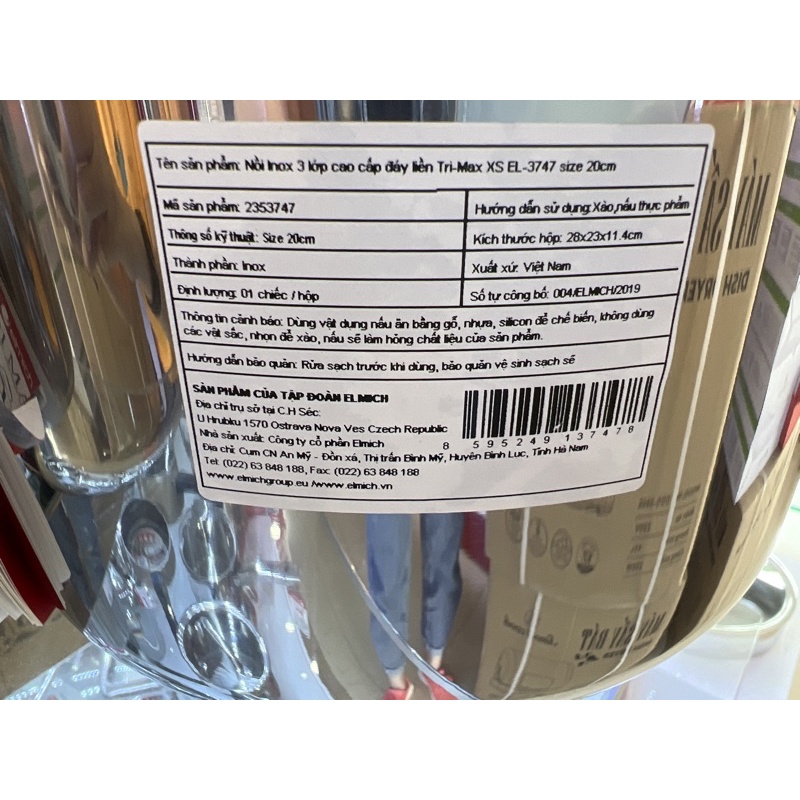 Tên sản phẩm: Nồi Inox 3 lớp cao cấp đáy liền Tri-Max XS EL-3747 size 20cm
Mã sản phẩm: 2353747
Hướng dẫn sử dụng: Xào, nấu thực phẩm
Thông số kỹ thuật: Size 20cm
Kích thước hộp: 28x23x11.4cm
Thành phần: Inox
Xuất xứ: Việt Nam
Định lượng: 01 chiếc / hộp
Số tự công bố: 004/ELMICH/2019
Thông tin cảnh báo: Dùng vật dụng nấu ăn bằng gỗ, nhựa, silicon để chế biến, không dùng
các vật sắc, nhọn để xào, nấu sẽ làm hỏng chất liệu của sản phẩm.
Hướng dẫn bảo quản: Rửa sạch trước khi dùng, bảo quản vệ sinh sạch sẽ
SẢN PHẨM CỦA TẬP ĐOÀN ELMICH
Địa chỉ trụ sở tại C.H Séc:
U Hrubku 1570 Ostrava Nova Ves Czech Republic
Nhà sản xuất: Công ty cổ phần Elmich
Địa chỉ: Cụm CN An Mỹ - Đồn xá, Thị trấn Bình Mỹ, Huyện Bình Lục, Tỉnh Hà Nam
Tel: (022) 63 848 188, Fax: (022) 63 848 188
www.elmichgroup.eu /www.elmich.vn
8 595249 137478